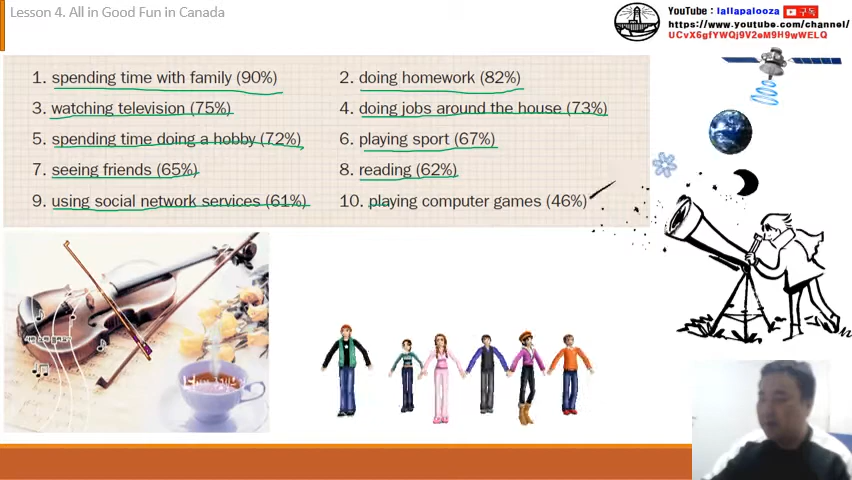 Lesson 4. All in Good Fun in Canada
YouTube : lallapalooza 구독
https://www.youtube.com/channel/
UCvX6gfYWQj9V2eM9H9wWELQ
1. spending time with family (90%)
2. doing homework (82%)
3. watching television (75%)
4. doing jobs around the house (73%)
5. spending time doing a hobby (72%)
6. playing sport (67%)
7. seeing friends (65%)
8. reading (62%)
9. using social network services (61%)
10. playing computer games (46%)